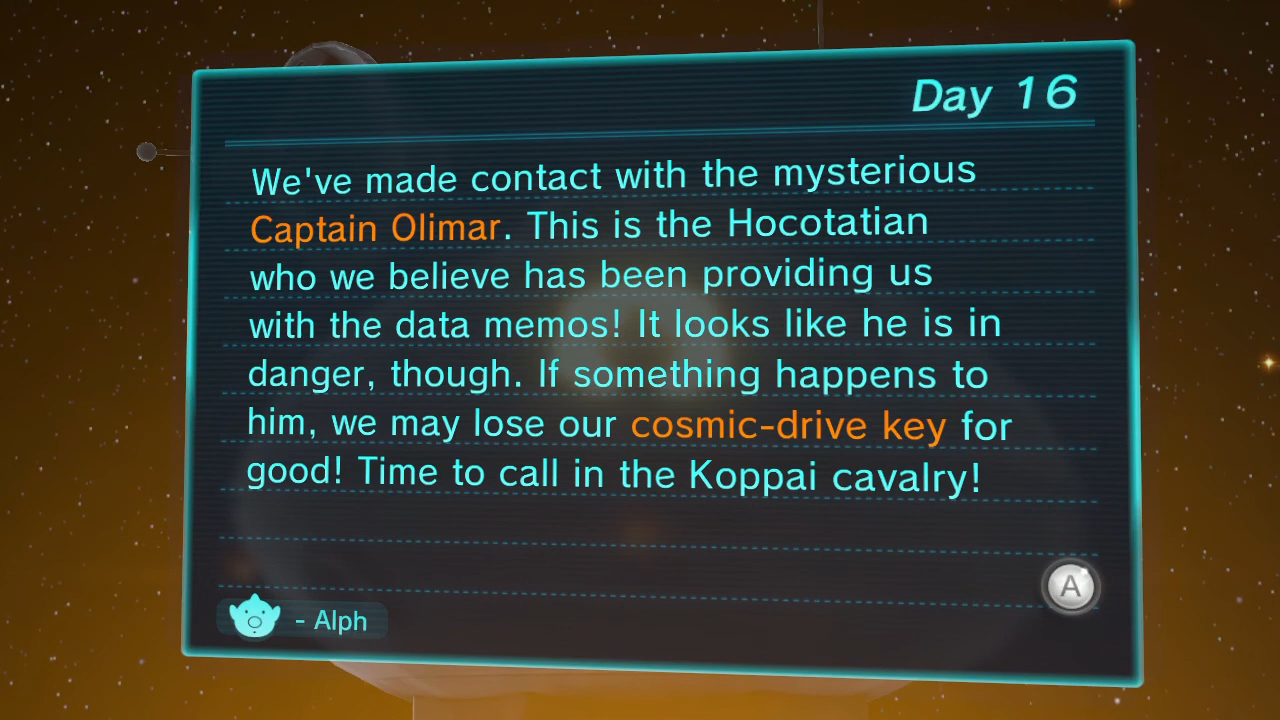 Day 16
We've made contact with the mysterious
Captain Olimar. This is the Hocotatian
who we believe has been providing us
with the data memos! It looks like he is in
danger, though. If something happens to
him, we may lose our cosmic-drive key for
good! Time to call in the Koppai cavalry!
A
- Alph